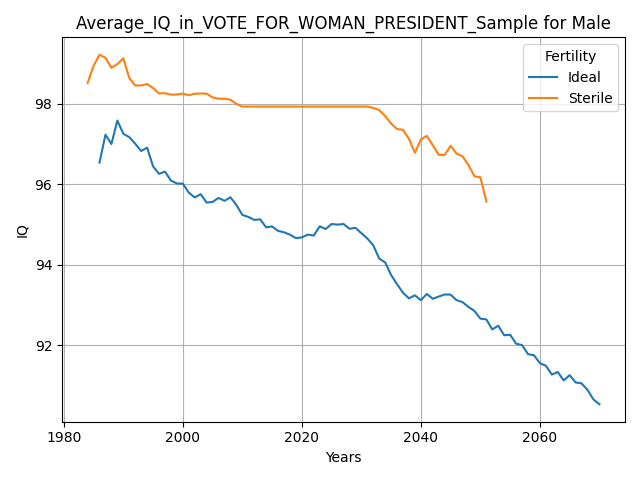 Average_IQ_in_VOTE_FOR_WOMAN_PRESIDENT_Sample for Male
Fertility
Ideal
Sterile
98
96
94
92
IQ
1980
2000
2020
2040
2060
Years